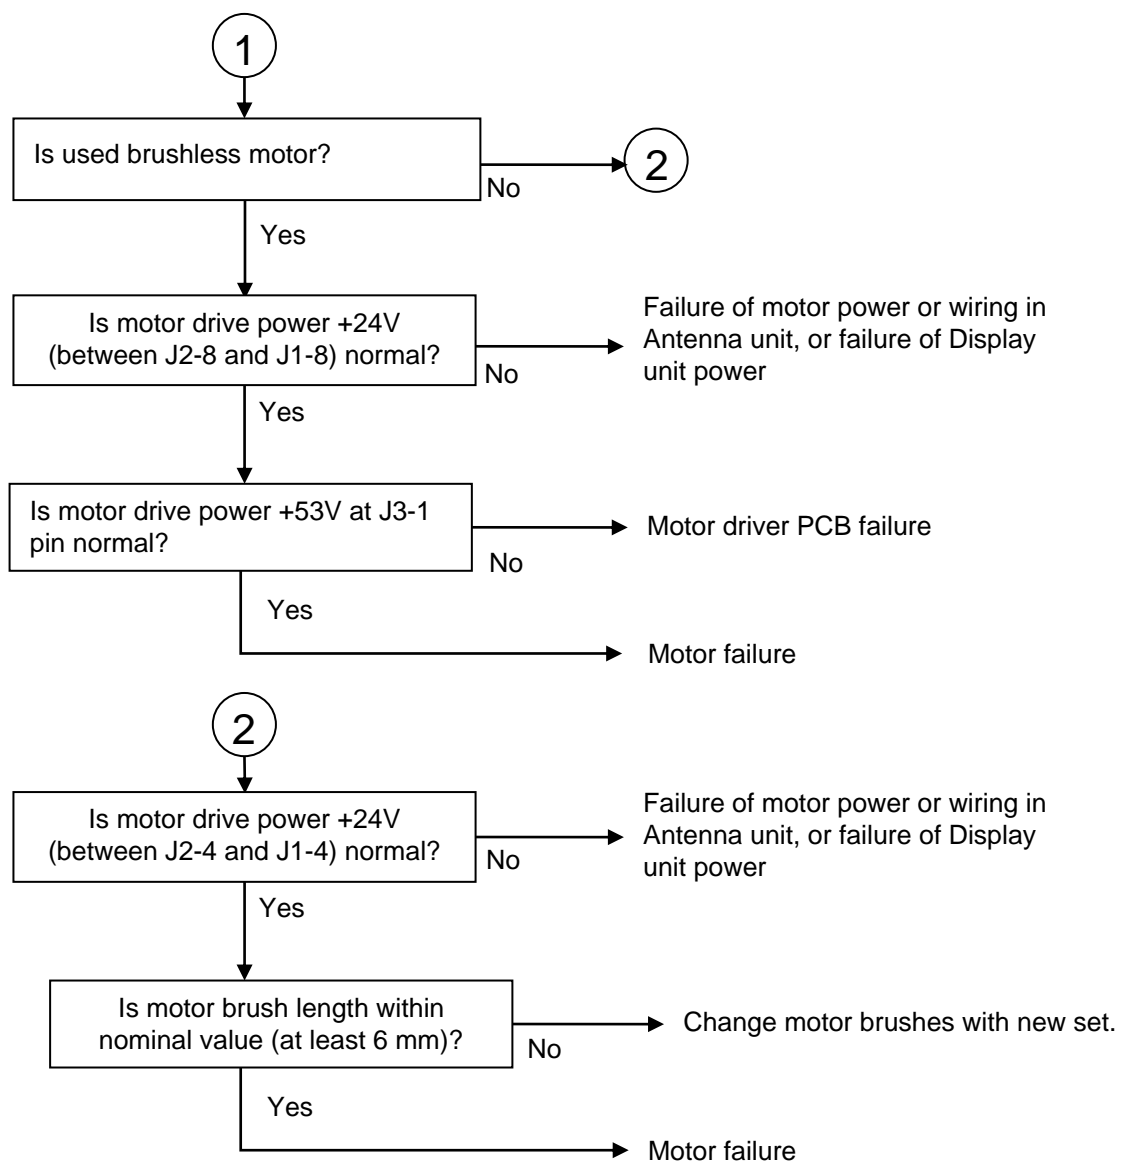 1
Is used brushless motor?
2
No
Yes
Is motor drive power +24V
(between J2-8 and J1-8) normal?
No
Failure of motor power or wiring in
Antenna unit, or failure of Display
unit power
Yes
Is motor drive power +53V at J3-1
pin normal?
No
Motor driver PCB failure
Yes
Motor failure
2
Is motor drive power +24V
(between J2-4 and J1-4) normal?
No
Failure of motor power or wiring in
Antenna unit, or failure of Display
unit power
Yes
Is motor brush length within
nominal value (at least 6 mm)?
No
Change motor brushes with new set.
Yes
Motor failure